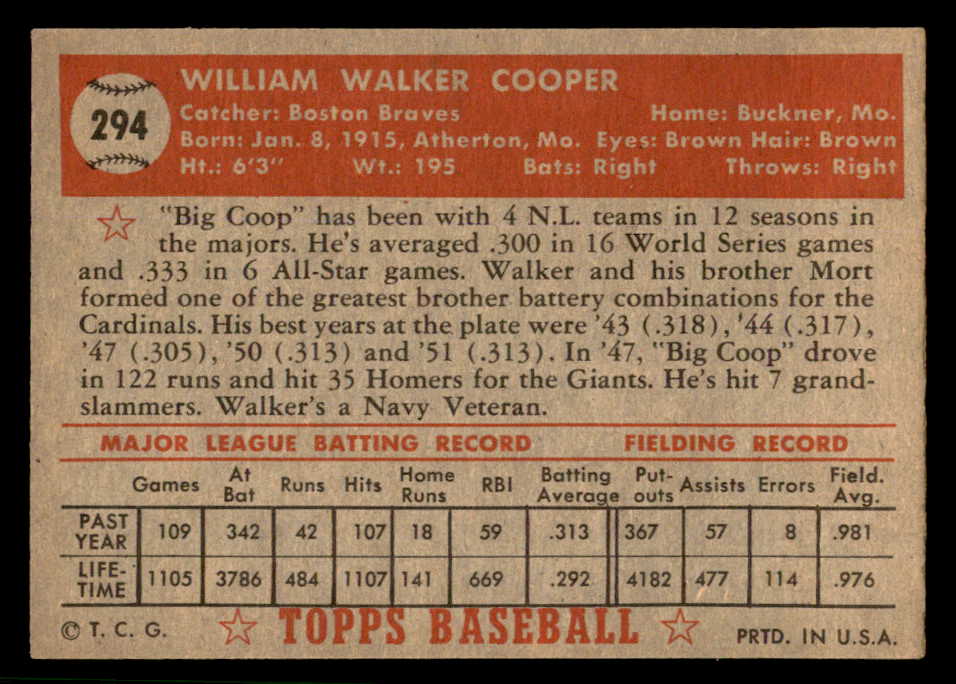 294
WILLIAM WALKER COOPER
Catcher: Boston Braves Home: Buckner, Mo.
Born: Jan. 8, 1915, Atherton, Mo. Eyes: Brown Hair: Brown
Ht.: 6'3" Wt.: 195 Bats: Right Throws: Right
"Big Coop" has been with 4 N.L. teams in 12 seasons in
the majors. He's averaged .300 in 16 World Series games
and .333 in 6 All-Star games. Walker and his brother Mort
formed one of the greatest brother battery combinations for the
Cardinals. His best years at the plate were '43 (.318), '44 (.317),
'47 (.305), '50 (.313) and '51 (.313). In '47, "Big Coop" drove
in 122 runs and hit 35 Homers for the Giants. He's hit 7 grand-
slammers. Walker's a Navy Veteran.
MAJOR LEAGUE BATTING RECORD FIELDING RECORD
Games At Bat Runs Hits Home Runs RBI Batting Average Put-outs Assists Errors Field. Avg.
PAST YEAR 109 342 42 107 18 59 .313 367 57 8 .981
LIFE-TIME 1105 3786 484 1107 141 669 .292 4182 477 114 .976
© T. C. G. TOPPS BASEBALL PRTD. IN U.S.A.